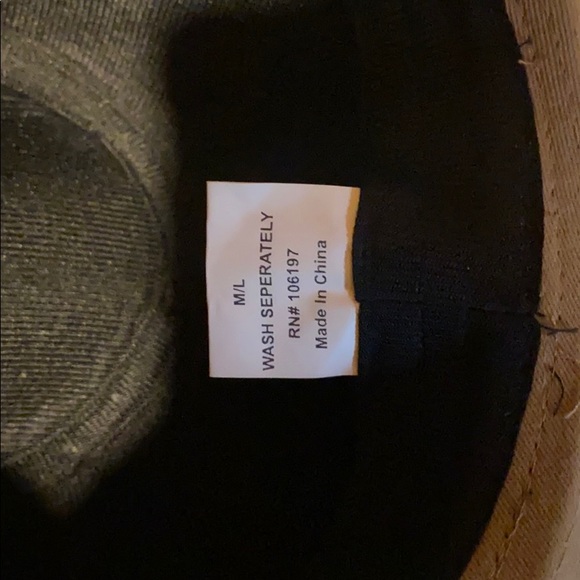 M/L
WASH SEPERATELY
RN# 106197
Made In China